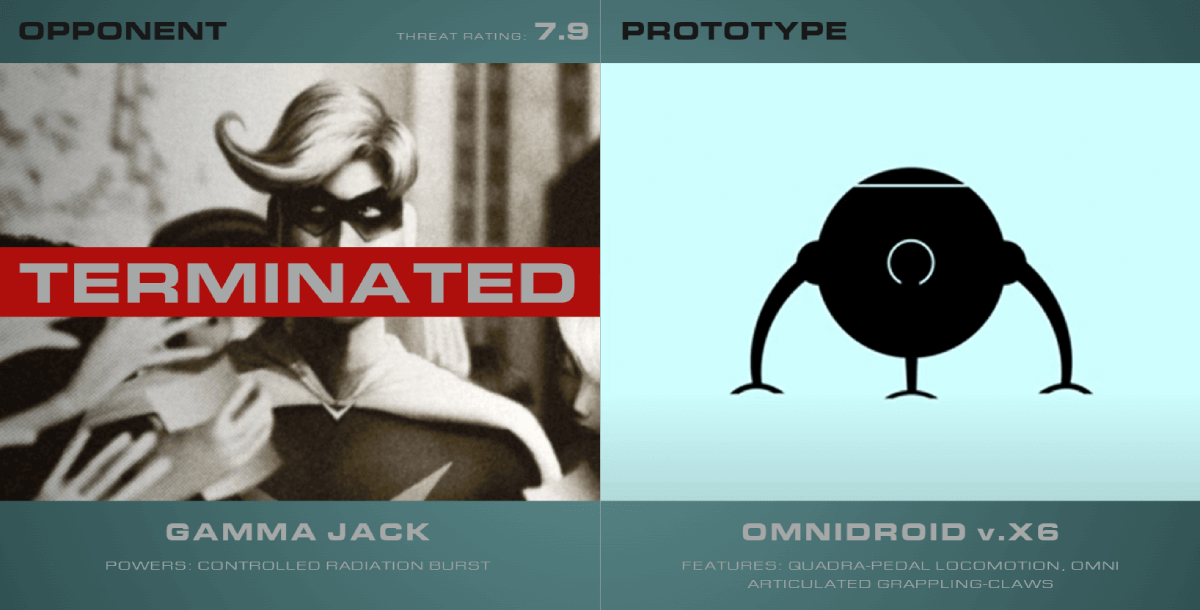 OPPONENT
THREAT RATING: 7.9
TERMINATED
GAMMA JACK
POWERS: CONTROLLED RADIATION BURST
PROTOTYPE
OMNIDROID v.X6
FEATURES: QUADRA-PEDAL LOCOMOTION, OMNI
ARTICULATED GRAPPLING-CLAWS